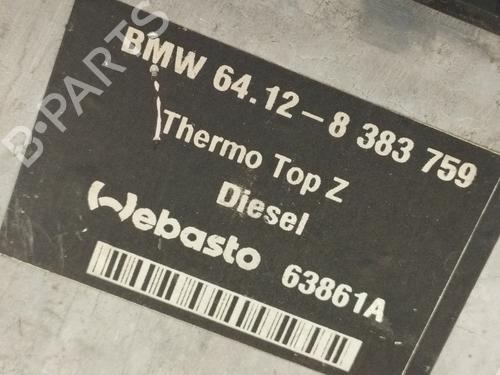 BMW 64.12-8 383 759
Thermo Top Z
Diesel
Webasto 63861A
B-PARTS